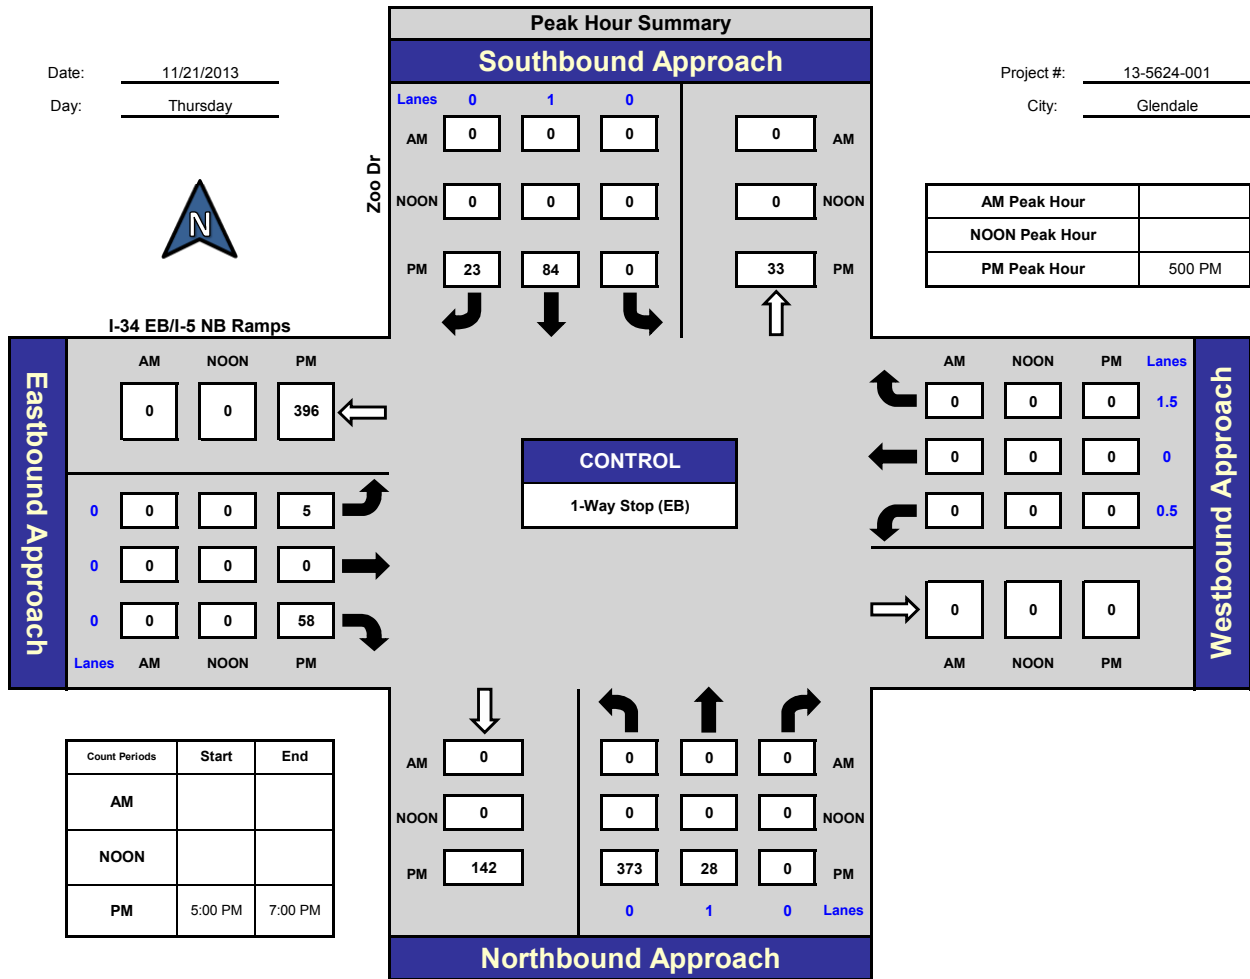 Peak Hour Summary
Southbound Approach
Date: 11/21/2013
Day: Thursday
Project #: 13-5624-001
City: Glendale
N
Zoo Dr
Lanes 0 1 0
AM 0 0 0 0 AM
NOON 0 0 0 0 NOON
PM 23 84 0 33 PM
AM Peak Hour
NOON Peak Hour
PM Peak Hour 500 PM
I-34 EB/I-5 NB Ramps
Eastbound Approach
AM NOON PM
0 0 396
0 0 0 5
0 0 0 0
0 0 0 58
Lanes AM NOON PM
CONTROL
1-Way Stop (EB)
AM NOON PM Lanes
0 0 0 1.5
0 0 0 0
0 0 0 0.5
0 0 0
AM NOON PM
Westbound Approach
Count Periods Start End
AM
NOON
PM 5:00 PM 7:00 PM
AM 0 0 0 0 AM
NOON 0 0 0 0 NOON
PM 142 373 28 0 PM
0 1 0 Lanes
Northbound Approach